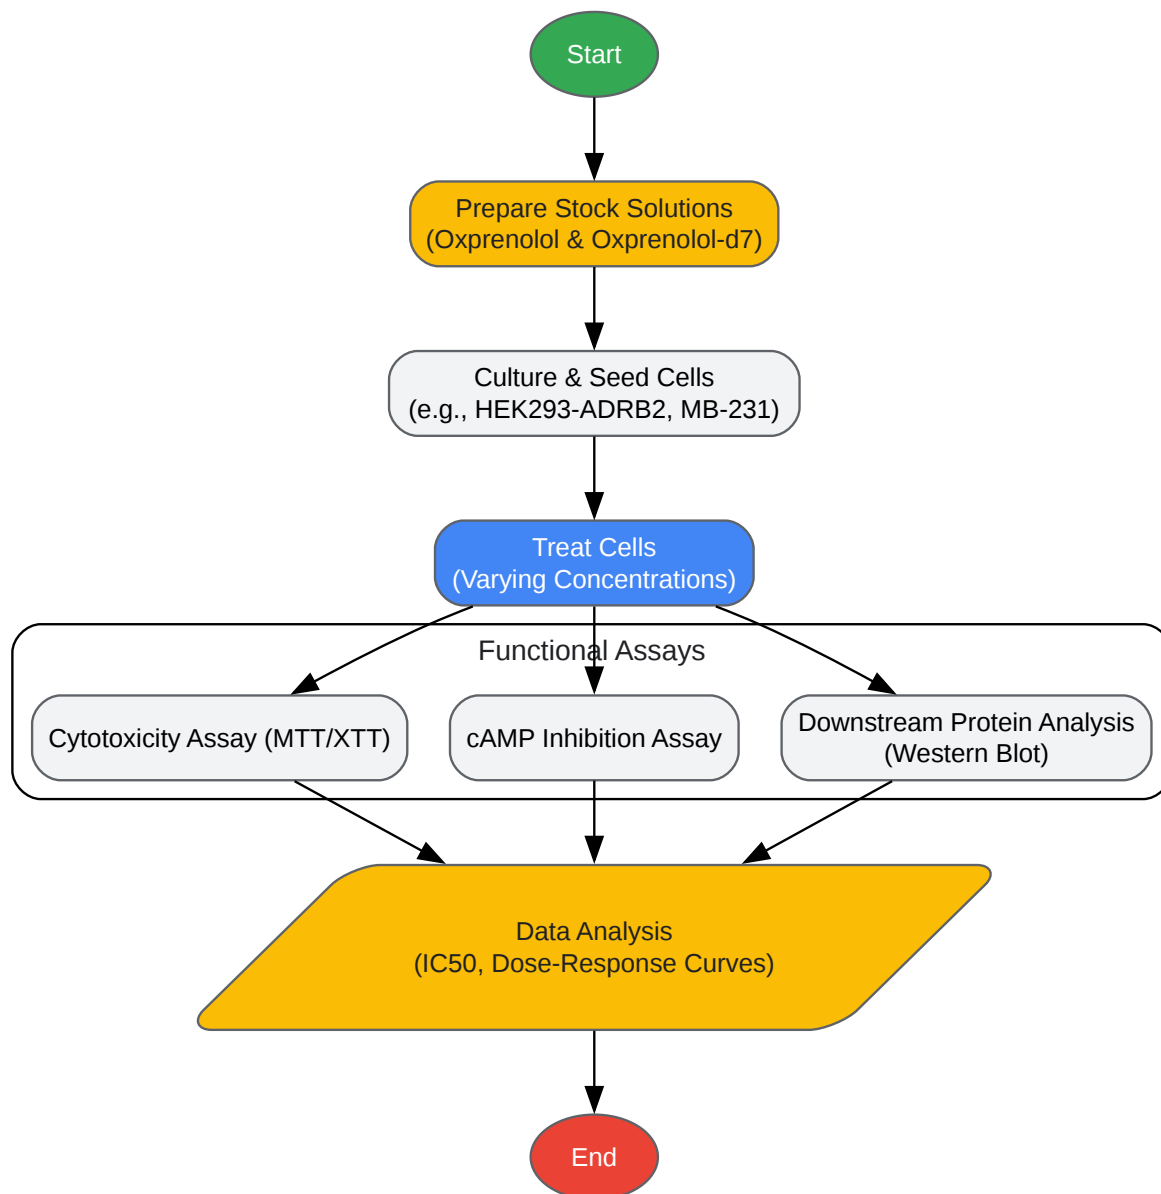 Start
Prepare Stock Solutions
(Oxprenolol & Oxprenolol-d7)
Culture & Seed Cells
(e.g., HEK293-ADRB2, MB-231)
Treat Cells
(Varying Concentrations)
Functional Assays
Cytotoxicity Assay (MTT/XTT)
cAMP Inhibition Assay
Downstream Protein Analysis
(Western Blot)
Data Analysis
(IC50, Dose-Response Curves)
End